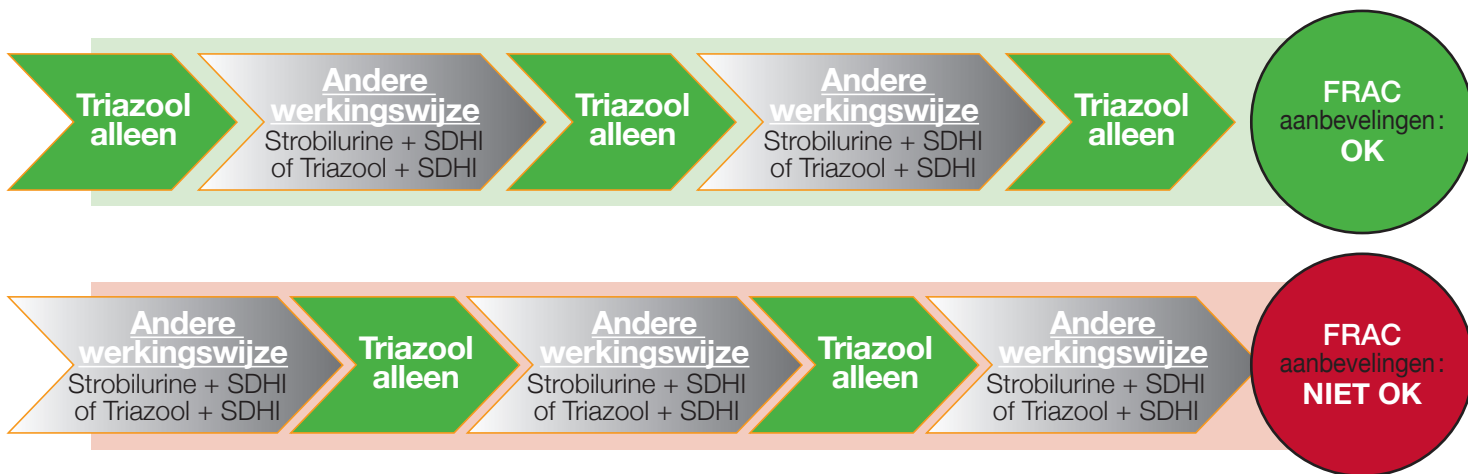 Triazool
alleen
Andere
werkingswijze
Strobilurine + SDHI
of Triazool + SDHI
Triazool
alleen
Andere
werkingswijze
Strobilurine + SDHI
of Triazool + SDHI
Triazool
alleen
FRAC
aanbevelingen:
OK
Andere
werkingswijze
Strobilurine + SDHI
of Triazool + SDHI
Triazool
alleen
Andere
werkingswijze
Strobilurine + SDHI
of Triazool + SDHI
Triazool
alleen
Andere
werkingswijze
Strobilurine + SDHI
of Triazool + SDHI
FRAC
aanbevelingen:
NIET OK